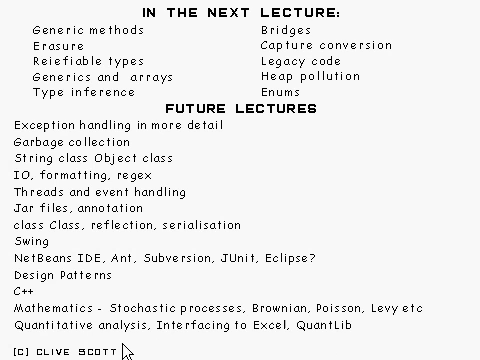 IN THE NEXT LECTURE:
Generic methods Bridges
Erasure Capture conversion
Reiefiable types Legacy code
Generics and arrays Heap pollution
Type inference Enums
FUTURE LECTURES
Exception handling in more detail
Garbage collection
String class Object class
IO, formatting, regex
Threads and event handling
Jar files, annotation
class Class, reflection, serialisation
Swing
NetBeans IDE, Ant, Subversion, JUnit, Eclipse?
Design Patterns
C++
Mathematics - Stochastic processes, Brownian, Poisson, Levy etc
Quantitative analysis, Interfacing to Excel, QuantLib
[C] CLIVE SCOTT